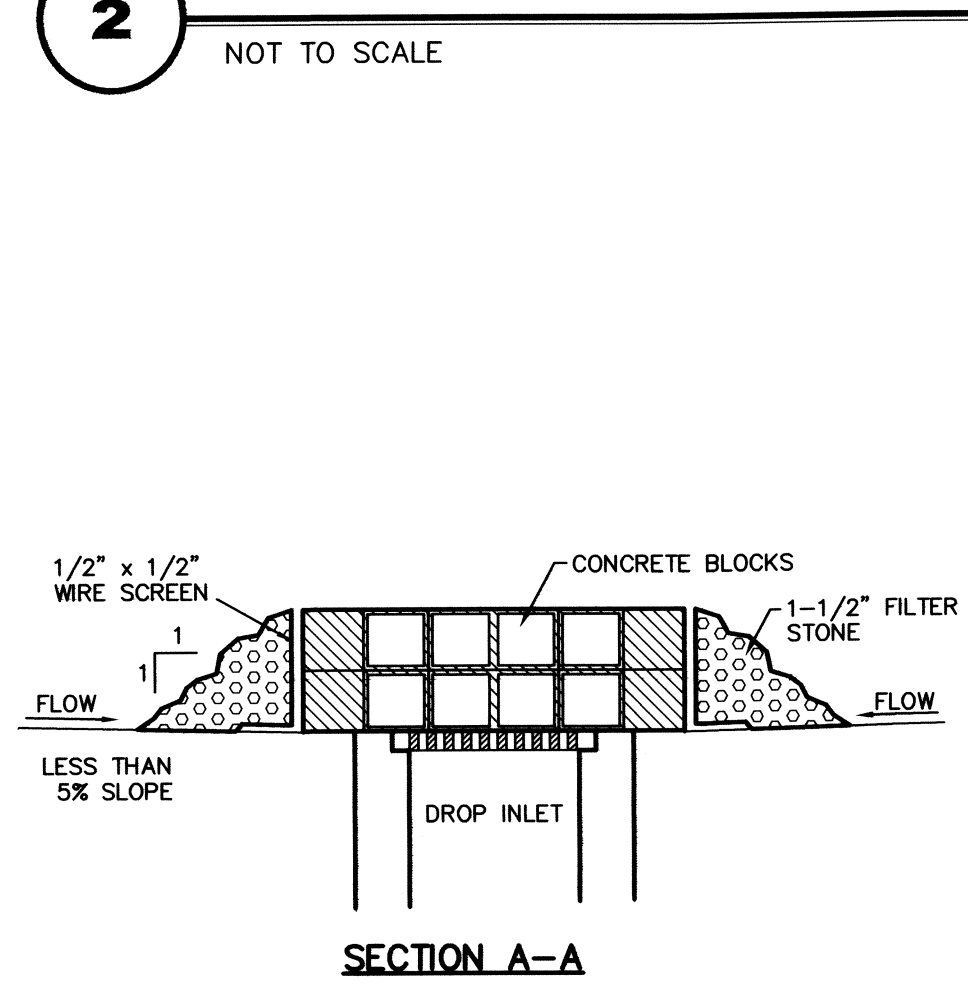 2
NOT TO SCALE
1/2" x 1/2"
WIRE SCREEN
CONCRETE BLOCKS
1-1/2" FILTER
STONE
1
1
FLOW
FLOW
LESS THAN
5% SLOPE
DROP INLET
SECTION A-A